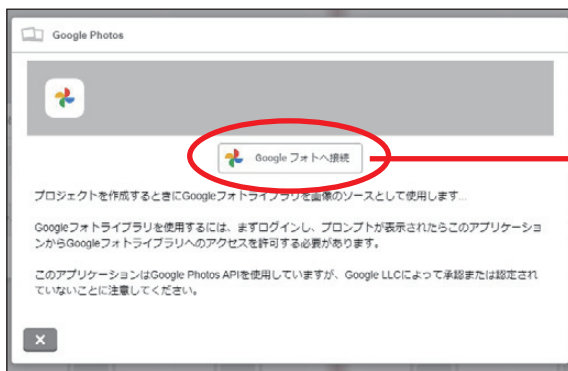 Google Photos
Google フォトへ接続
プロジェクトを作成するときにGoogleフォトライブラリを画像のソースとして使用します...
Googleフォトライブラリを使用するには、まずログインし、プロンプトが表示されたらこのアプリケーショ
ンからGoogleフォトライブラリへのアクセスを許可する必要があります。
このアプリケーションはGoogle Photos APIを使用していますが、Google LLCによって承認または認定され
ていないことに注意してください。